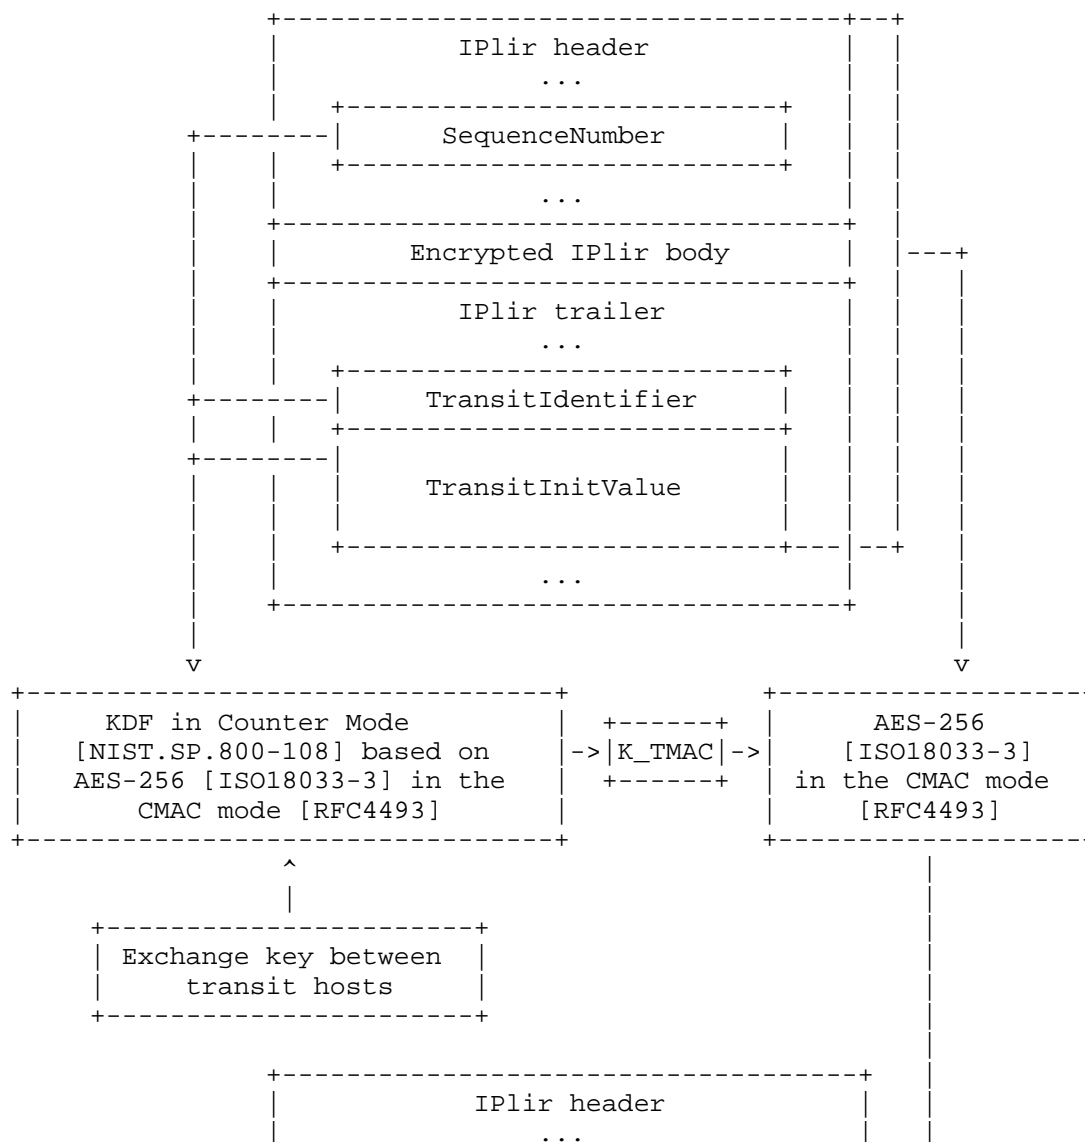 IPlir header
...
SequenceNumber
...
Encrypted IPlir body
IPlir trailer
...
TransitIdentifier
TransitInitValue
...
v v
KDF in Counter Mode AES-256
[NIST.SP.800-108] based on ->|K_TMAC|-> [ISO18033-3]
AES-256 [ISO18033-3] in the in the CMAC mode
CMAC mode [RFC4493] [RFC4493]
^
Exchange key between
transit hosts
IPlir header
...